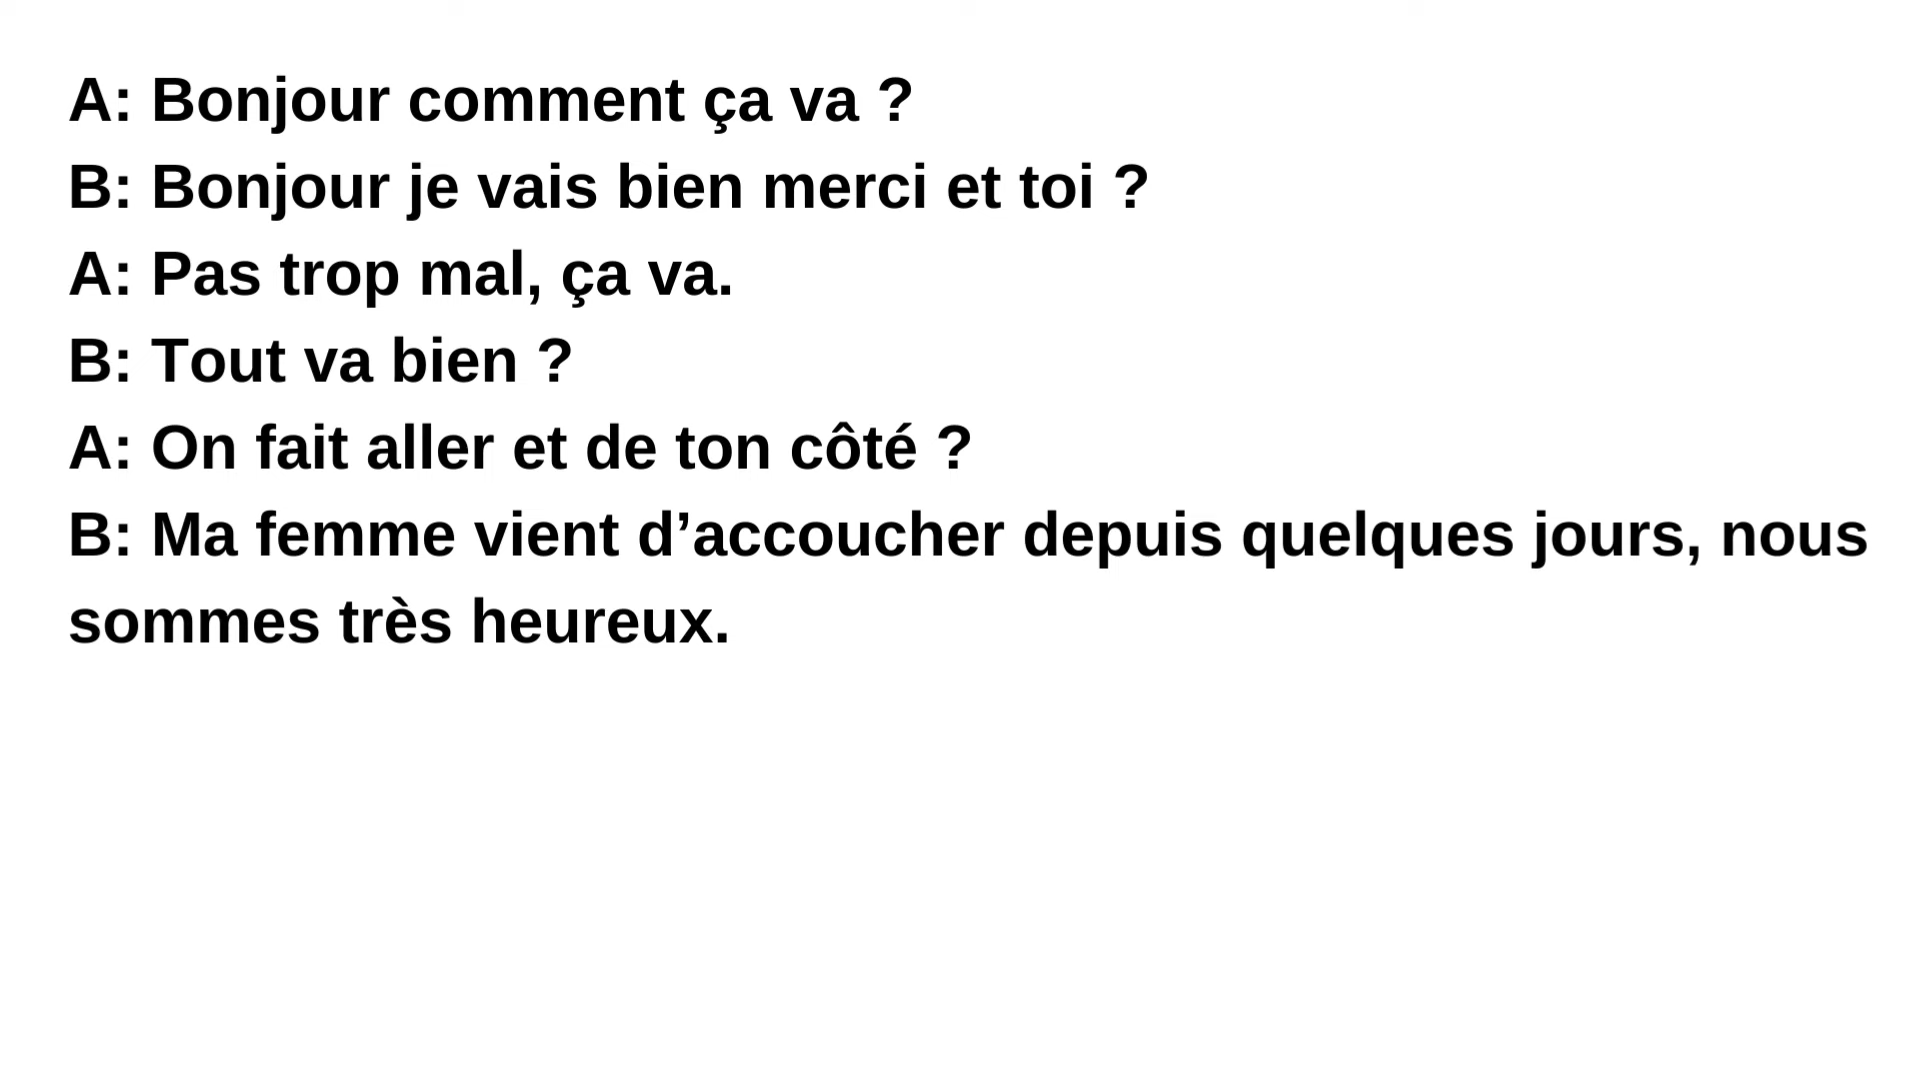 A: Bonjour comment ça va ?
B: Bonjour je vais bien merci et toi ?
A: Pas trop mal, ça va.
B: Tout va bien ?
A: On fait aller et de ton côté ?
B: Ma femme vient d’accoucher depuis quelques jours, nous
sommes très heureux.